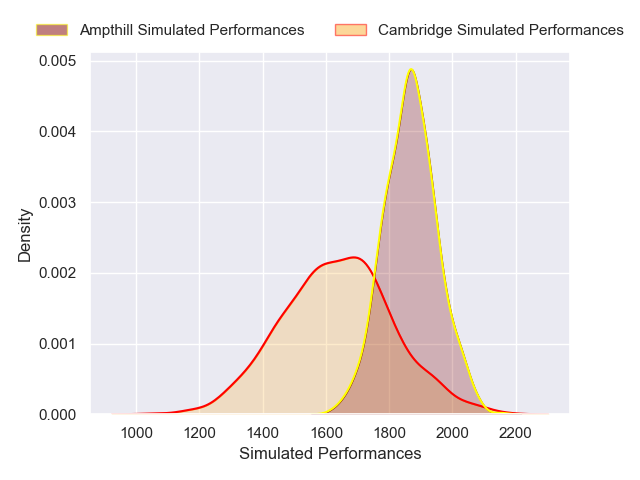 Ampthill Simulated Performances Cambridge Simulated Performances
0.005
0.004
0.003
0.002
0.001
0.000
Density
1000 1200 1400 1600 1800 2000 2200
Simulated Performances